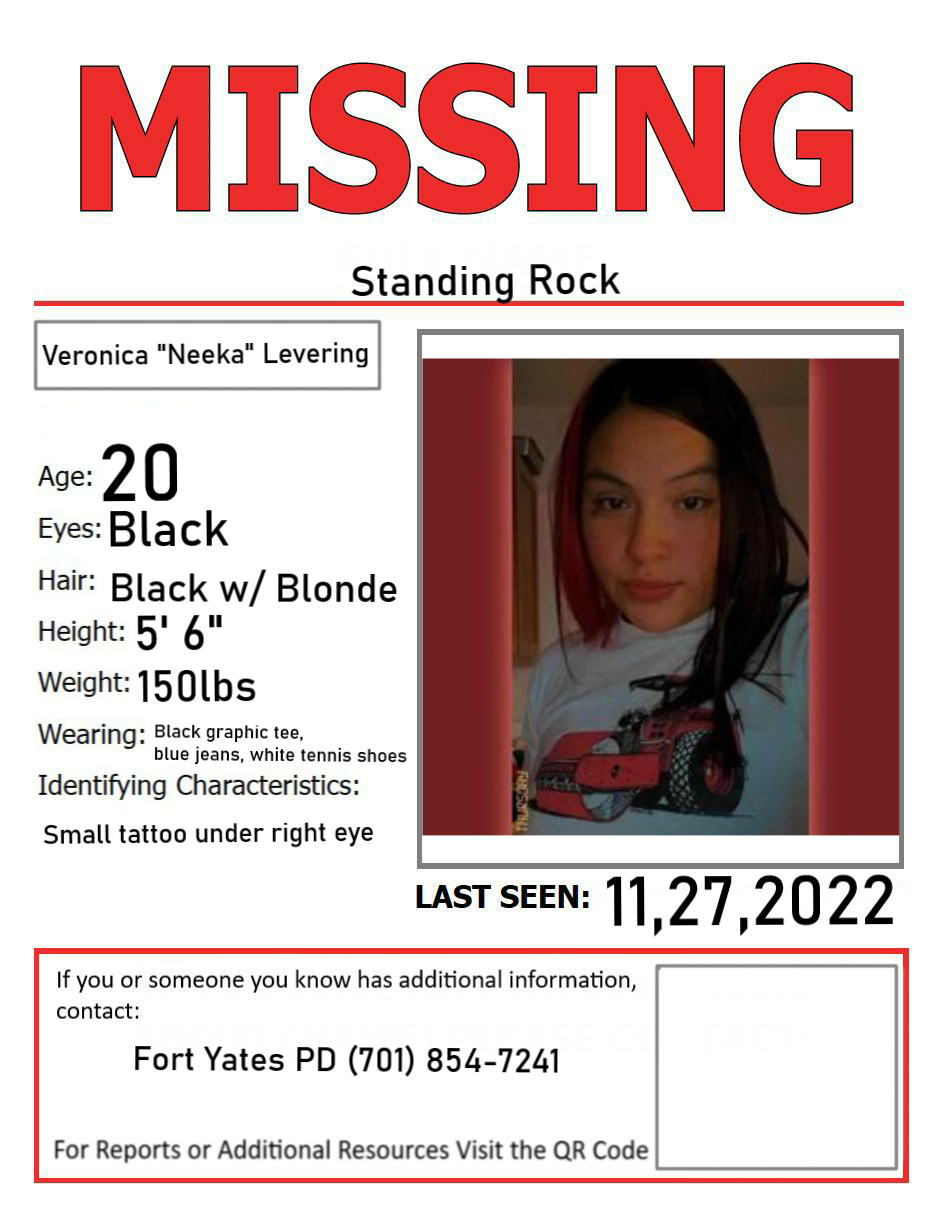 MISSING
Standing Rock
Veronica "Neeka" Levering
Age: 20
Eyes: Black
Hair: Black w/ Blonde
Height: 5' 6"
Weight: 150lbs
Wearing: Black graphic tee,
blue jeans, white tennis shoes
Identifying Characteristics:
Small tattoo under right eye
THURSDAY
LAST SEEN: 11,27,2022
If you or someone you know has additional information,
contact:
Fort Yates PD (701) 854-7241
For Reports or Additional Resources Visit the QR Code